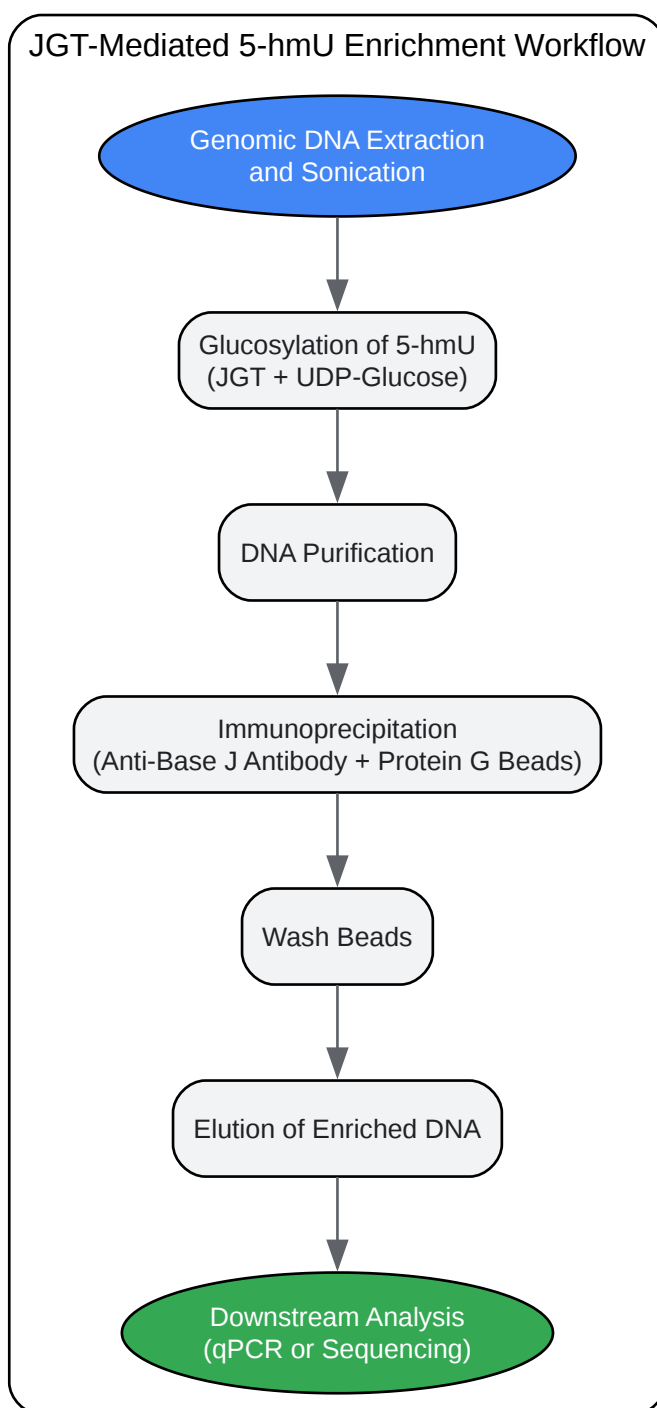 JGT-Mediated 5-hmU Enrichment Workflow
Genomic DNA Extraction
and Sonication
Glucosylation of 5-hmU
(JGT + UDP-Glucose)
DNA Purification
Immunoprecipitation
(Anti-Base J Antibody + Protein G Beads)
Wash Beads
Elution of Enriched DNA
Downstream Analysis
(qPCR or Sequencing)